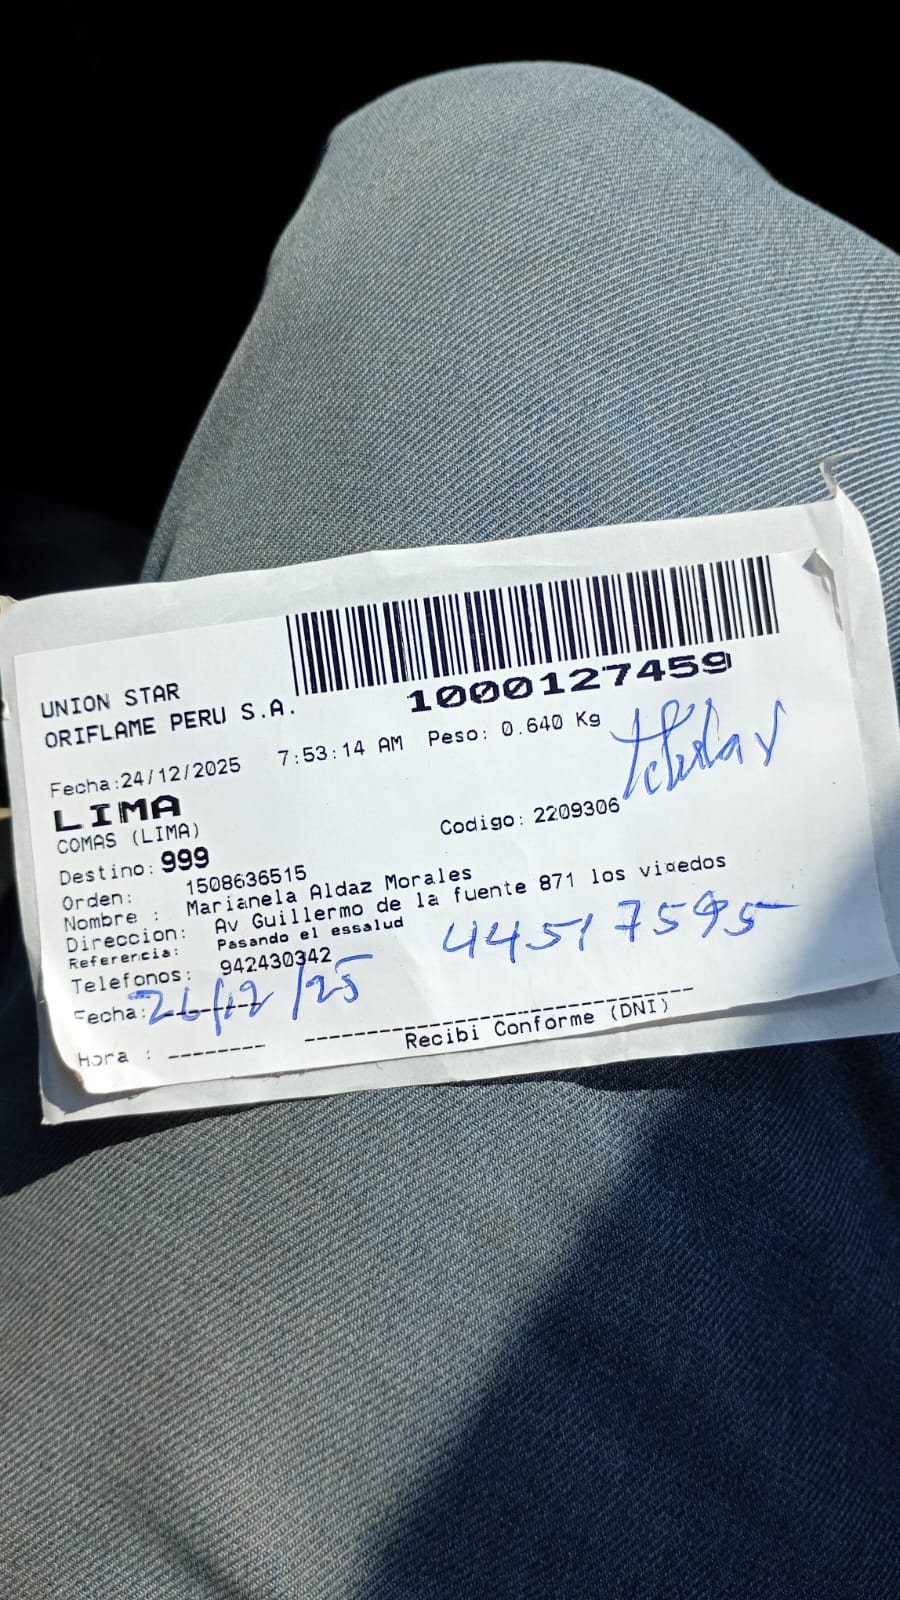 1000127459
UNION STAR
ORIFLAME PERU S.A.
Fecha:24/12/2025 7:53:14 AM Peso: 0.640 Kg
titular
LIMA
COMAS (LIMA)
Codigo: 2209306
Destino: 999
Orden: 1508636515
Nombre : Marianela Aldaz Morales
Direccion: Av Guillermo de la fuente 871 los viñedos
Referencia: Pasando el essalud
Telefonos: 942430342
Fecha: 26/12/25
Hora :
Recibi Conforme (DNI)